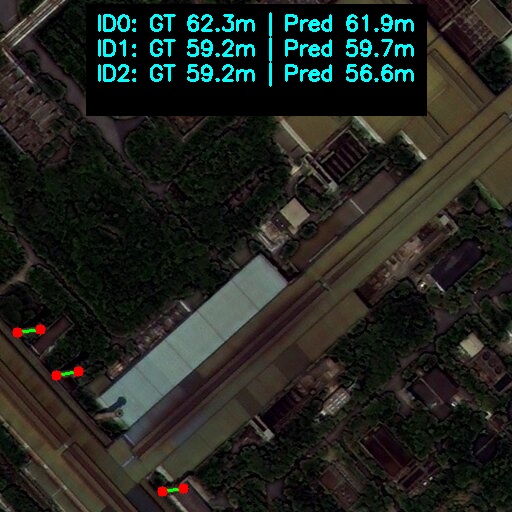 ID0: GT 62.3m | Pred 61.9m
ID1: GT 59.2m | Pred 59.7m
ID2: GT 59.2m | Pred 56.6m